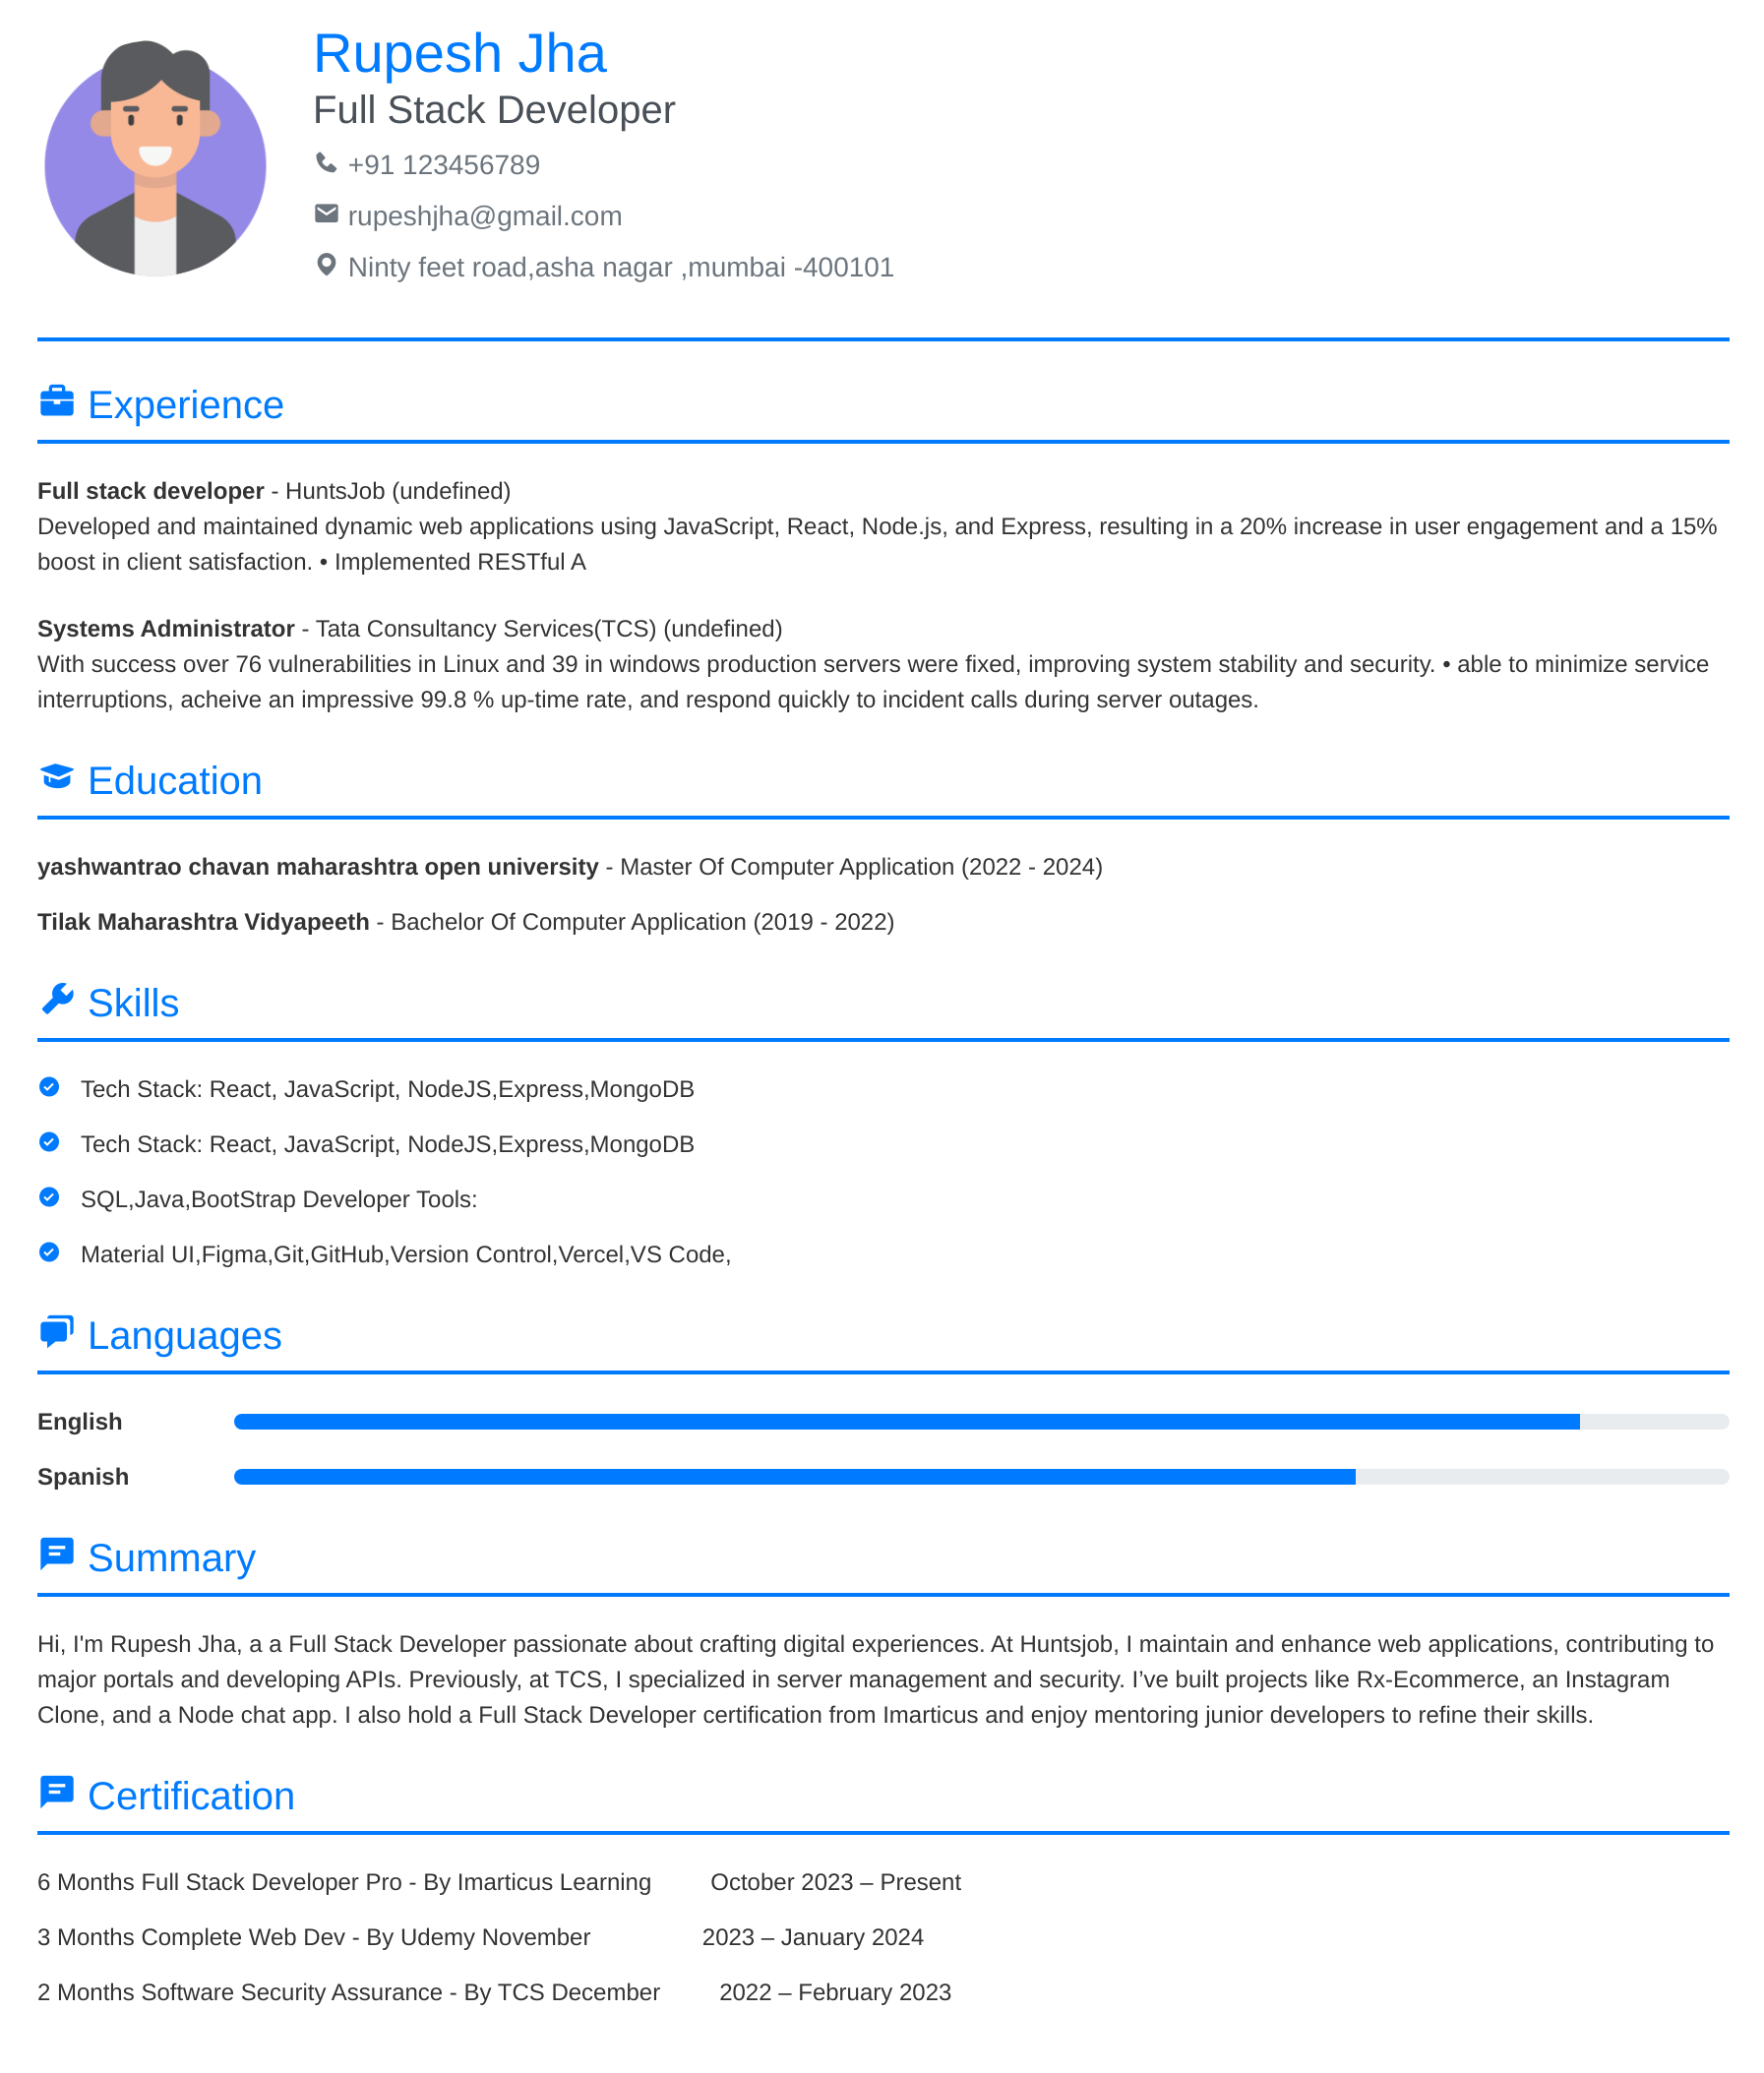 Rupesh Jha
Full Stack Developer
+91 123456789
rupeshjha@gmail.com
Ninty feet road,asha nagar ,mumbai -400101
Experience
Full stack developer - HuntsJob (undefined)
Developed and maintained dynamic web applications using JavaScript, React, Node.js, and Express, resulting in a 20% increase in user engagement and a 15%
boost in client satisfaction. • Implemented RESTful A
Systems Administrator - Tata Consultancy Services(TCS) (undefined)
With success over 76 vulnerabilities in Linux and 39 in windows production servers were fixed, improving system stability and security. • able to minimize service
interruptions, acheive an impressive 99.8 % up-time rate, and respond quickly to incident calls during server outages.
Education
yashwantrao chavan maharashtra open university - Master Of Computer Application (2022 - 2024)
Tilak Maharashtra Vidyapeeth - Bachelor Of Computer Application (2019 - 2022)
Skills
Tech Stack: React, JavaScript, NodeJS,Express,MongoDB
Tech Stack: React, JavaScript, NodeJS,Express,MongoDB
SQL,Java,BootStrap Developer Tools:
Material UI,Figma,Git,GitHub,Version Control,Vercel,VS Code,
Languages
English
Spanish
Summary
Hi, I'm Rupesh Jha, a a Full Stack Developer passionate about crafting digital experiences. At Huntsjob, I maintain and enhance web applications, contributing to
major portals and developing APIs. Previously, at TCS, I specialized in server management and security. I’ve built projects like Rx-Ecommerce, an Instagram
Clone, and a Node chat app. I also hold a Full Stack Developer certification from Imarticus and enjoy mentoring junior developers to refine their skills.
Certification
6 Months Full Stack Developer Pro - By Imarticus Learning October 2023 – Present
3 Months Complete Web Dev - By Udemy November 2023 – January 2024
2 Months Software Security Assurance - By TCS December 2022 – February 2023